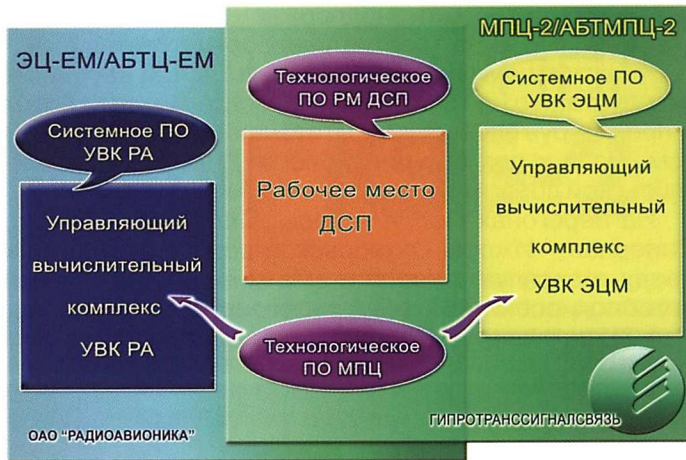 ЭЦ-ЕМ/АБТЦ-ЕМ
Системное ПО
УВК РА
Управляющий
вычислительный
комплекс
УВК РА
ОАО "РАДИОАВИОНИКА"
Технологическое
ПО РМ ДСП
Рабочее место
ДСП
Технологическое
ПО МПЦ
МПЦ-2/АБТМПЦ-2
Системное ПО
УВК ЭЦМ
Управляющий
вычислительный
комплекс
УВК ЭЦМ
ГИПРОТРАНССИГНАЛСВЯЗЬ